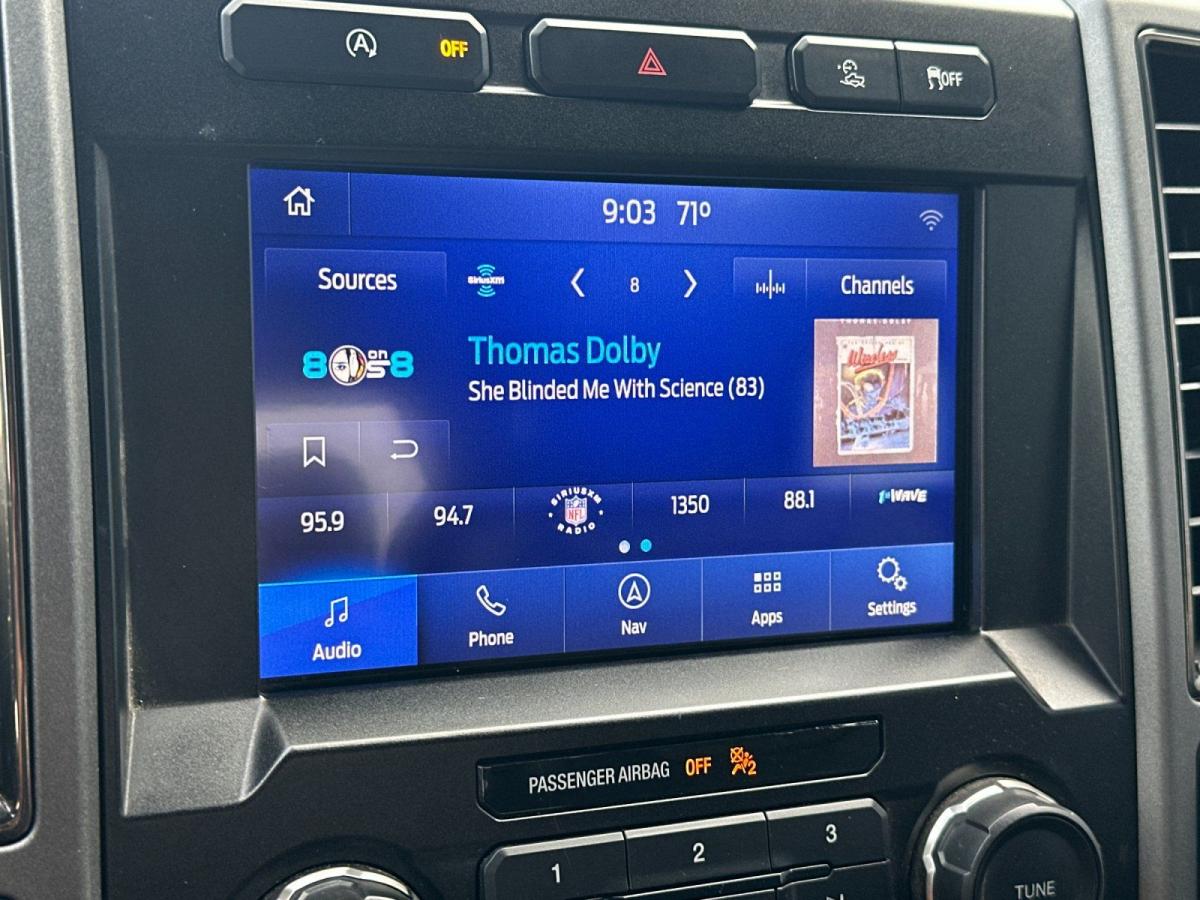 A OFF
OFF
9:03 71°
Sources
SiriusXM
8
Channels
8 on 8
Thomas Dolby
She Blinded Me With Science (83)
THOMAS DOLBY
Wireless
95.9
94.7
SIRIUSXM
NFL
RADIO
1350
88.1
1st WAVE
Audio
Phone
Nav
Apps
Settings
PASSENGER AIRBAG OFF 2
1
2
3
TUNE